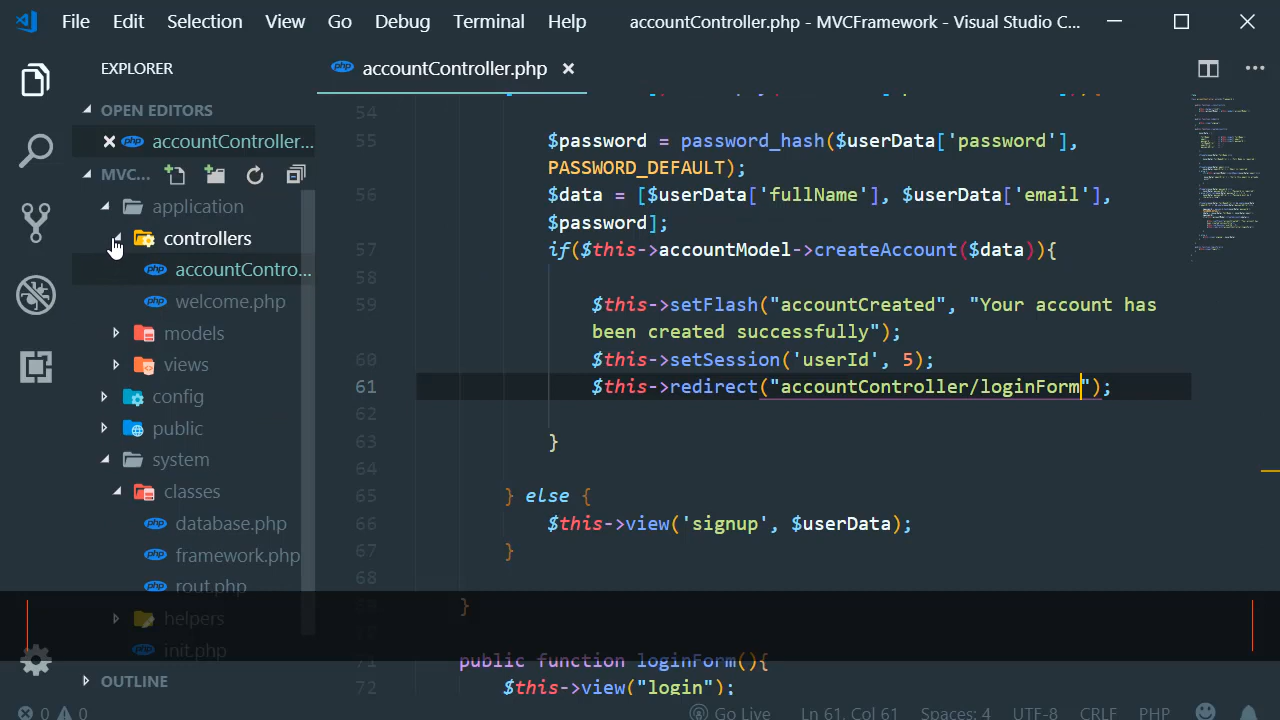 File Edit Selection View Go Debug Terminal Help accountController.php - MVCFramework - Visual Studio C...
EXPLORER
accountController.php
OPEN EDITORS
accountController...
MVC...
application
controllers
accountContro...
welcome.php
models
views
config
public
system
classes
database.php
framework.php
rout.php
helpers
init.php
OUTLINE
54
55 $password = password_hash($userData['password'],
PASSWORD_DEFAULT);
56 $data = [$userData['fullName'], $userData['email'],
$password];
57 if($this->accountModel->createAccount($data)){
58
59 $this->setFlash("accountCreated", "Your account has
been created successfully");
60 $this->setSession('userId', 5);
61 $this->redirect("accountController/loginForm");
62
63 }
64
65 } else {
66 $this->view('signup', $userData);
67 }
68
}
71 public function loginForm(){
72 $this->view("login");
0 0 Go Live Ln 61, Col 61 Spaces: 4 UTF-8 CRLF PHP